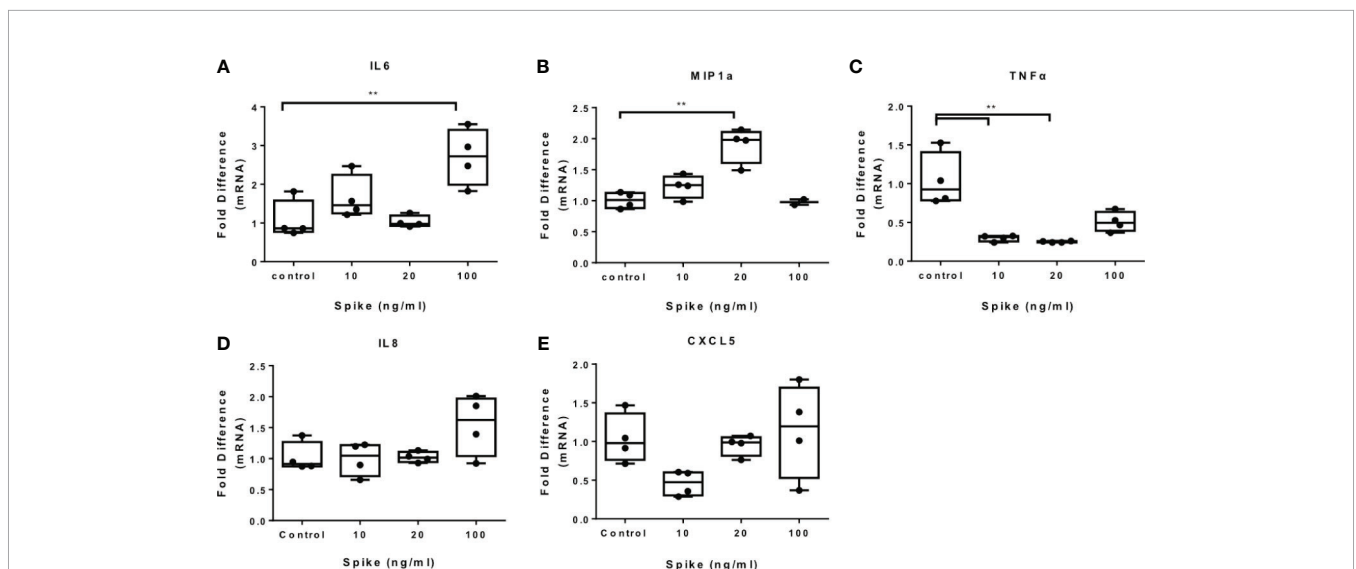 A
IL6
**
Fold Difference
(mRNA)
4
3
2
1
0
control
10
20
100
Spike (ng/ml)
B
MIP1a
**
Fold Difference
(mRNA)
2.5
2.0
1.5
1.0
0.5
0.0
control
10
20
100
Spike (ng/ml)
C
TNFα
**
Fold Difference
(mRNA)
2.0
1.5
1.0
0.5
0.0
control
10
20
100
Spike (ng/ml)
D
IL8
Fold Difference
(mRNA)
2.5
2.0
1.5
1.0
0.5
0.0
Control
10
20
100
Spike (ng/ml)
E
CXCL5
Fold Difference
(mRNA)
2.0
1.5
1.0
0.5
0.0
Control
10
20
100
Spike (ng/ml)